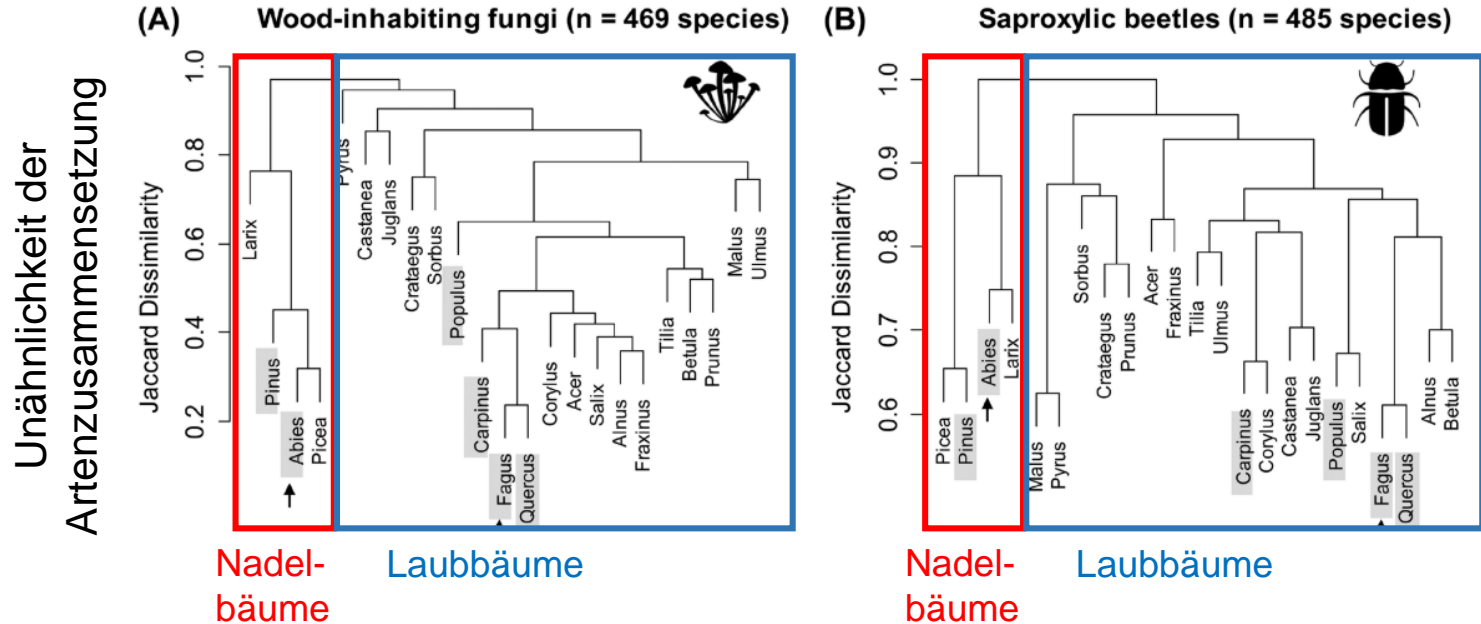 (A) Wood-inhabiting fungi (n = 469 species)
Unähnlichkeit der
Artenzusammensetzung
Jaccard Dissimilarity
1.0
0.8
0.6
0.4
0.2
Larix
Pinus
Abies
Picea
Pyrus
Castanea
Juglans
Crataegus
Sorbus
Populus
Carpinus
Fagus
Quercus
Corylus
Acer
Salix
Alnus
Fraxinus
Tilia
Betula
Prunus
Malus
Ulmus
Nadel-
bäume
Laubbäume
(B) Saproxylic beetles (n = 485 species)
Jaccard Dissimilarity
1.0
0.9
0.8
0.7
0.6
Picea
Pinus
Abies
Larix
Malus
Pyrus
Sorbus
Crataegus
Prunus
Acer
Fraxinus
Tilia
Ulmus
Carpinus
Corylus
Castanea
Juglans
Populus
Salix
Fagus
Quercus
Alnus
Betula
Nadel-
bäume
Laubbäume